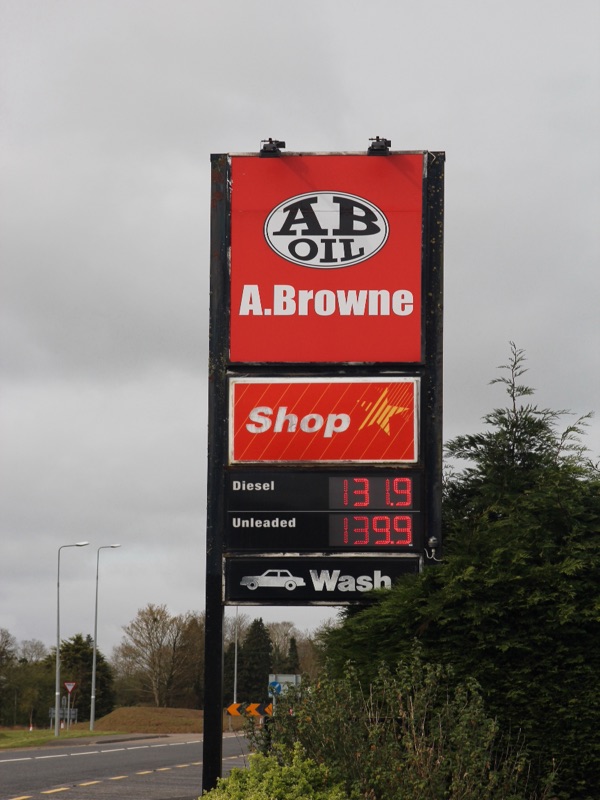 AB
OIL
A.Browne
Shop
Diesel 131.9
Unleaded 139.9
Wash